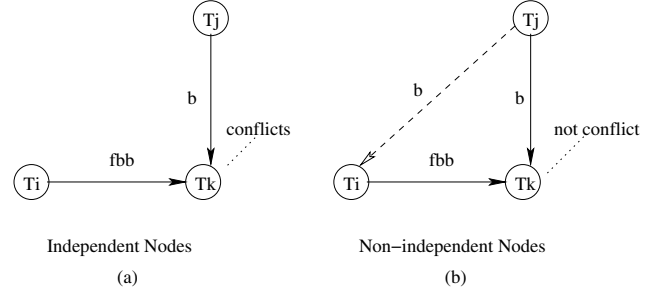 Tj
Tj
b
b
b
conflicts
not conflict
fbb
fbb
Ti
Tk
Ti
Tk
Independent Nodes
Non−independent Nodes
(a)
(b)